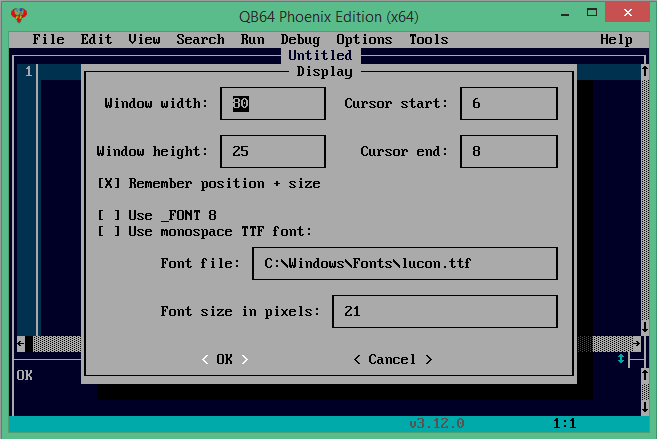 QB64 Phoenix Edition (x64)
File Edit View Search Run Debug Options Tools Help
Untitled
1
Display
Window width: 80 Cursor start: 6
Window height: 25 Cursor end: 8
[X] Remember position + size
[ ] Use _FONT 8
[ ] Use monospace TTF font:
Font file: C:\Windows\Fonts\lucon.ttf
Font size in pixels: 21
< OK > < Cancel >
OK
v3.12.0 1:1